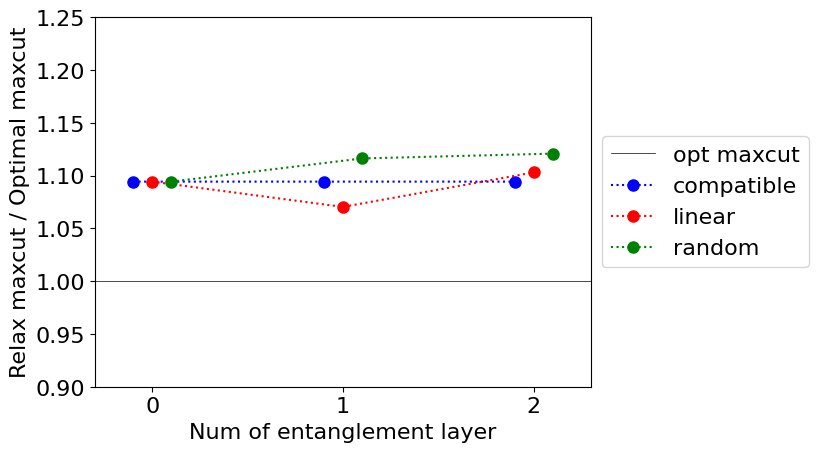 Relax maxcut / Optimal maxcut
1.25
1.20
1.15
1.10
1.05
1.00
0.95
0.90
0 1 2
Num of entanglement layer
opt maxcut
compatible
linear
random